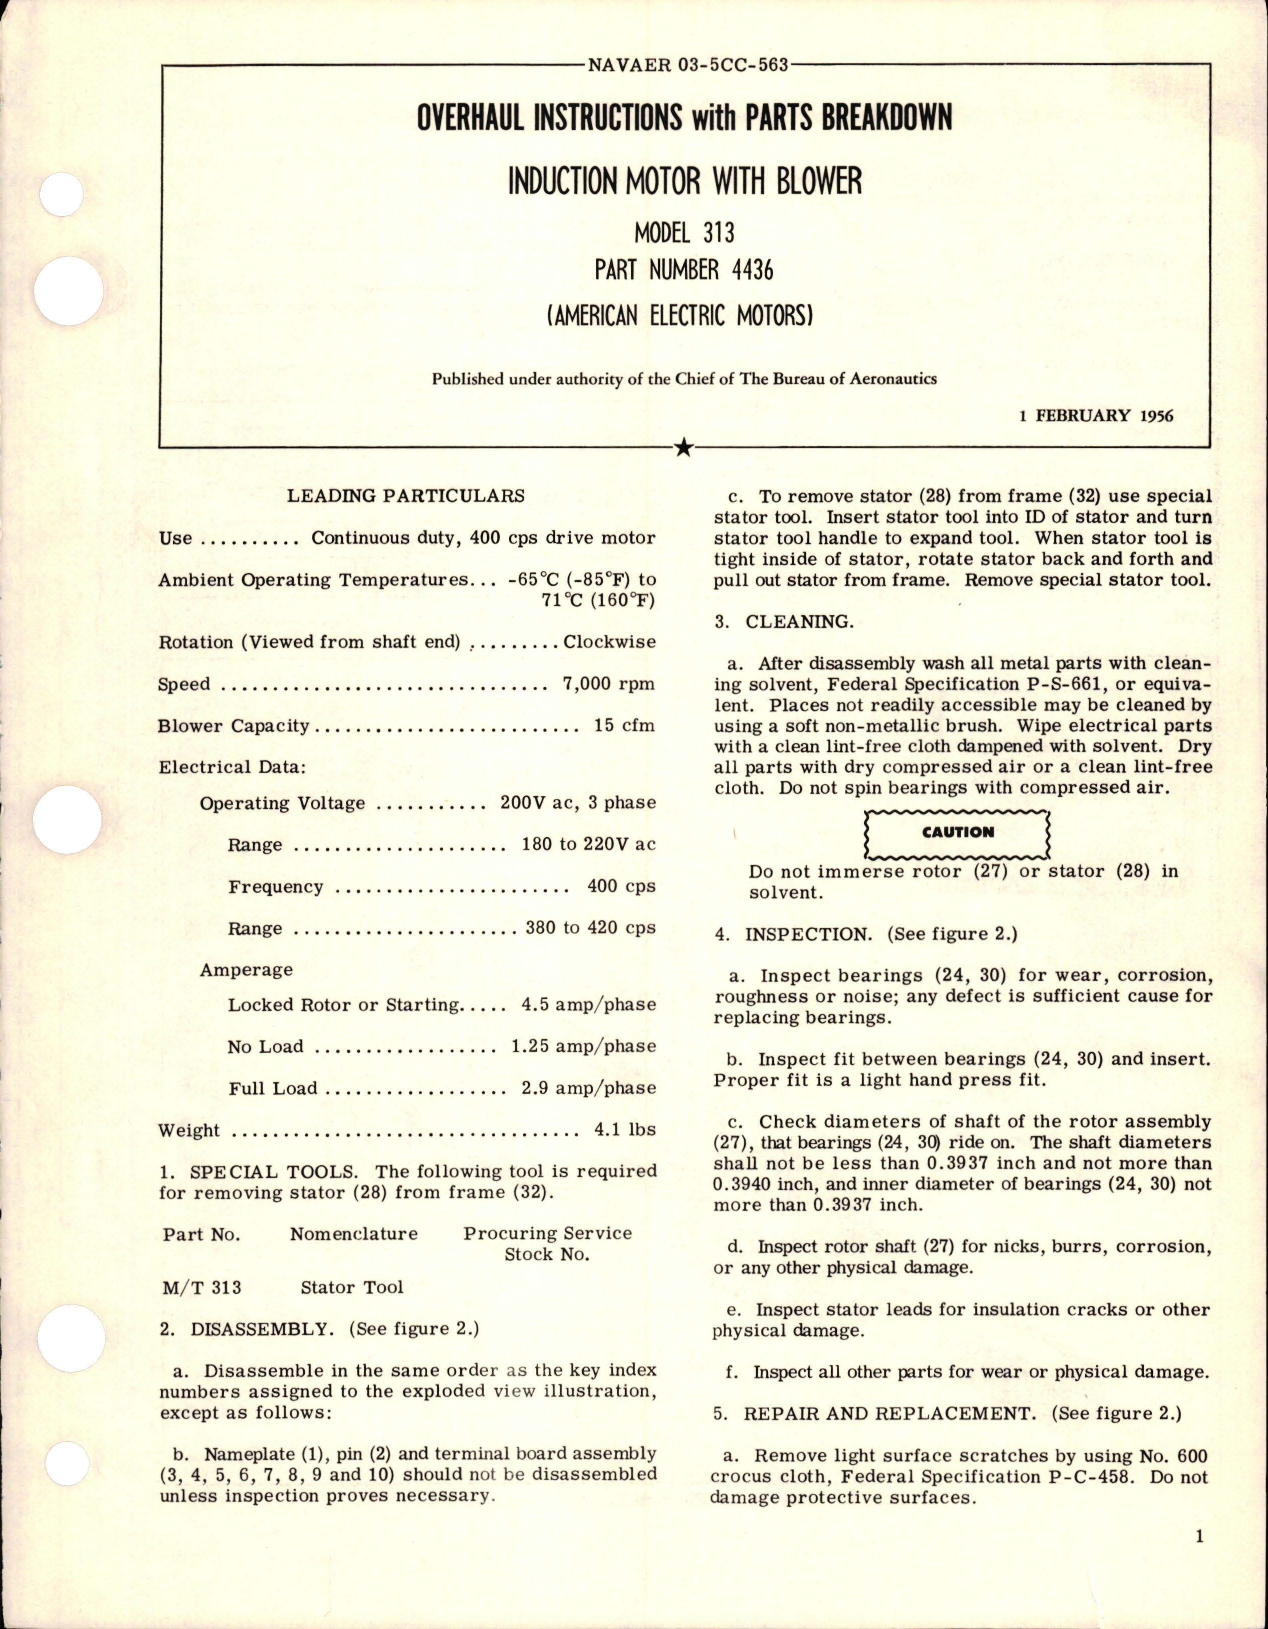 NAVAER 03-5CC-563
OVERHAUL INSTRUCTIONS with PARTS BREAKDOWN
INDUCTION MOTOR WITH BLOWER
MODEL 313
PART NUMBER 4436
(AMERICAN ELECTRIC MOTORS)
Published under authority of the Chief of The Bureau of Aeronautics
1 FEBRUARY 1956
LEADING PARTICULARS
Use .......... Continuous duty, 400 cps drive motor
Ambient Operating Temperatures... -65°C (-85°F) to
71°C (160°F)
Rotation (Viewed from shaft end) ......... Clockwise
Speed ................................ 7,000 rpm
Blower Capacity .......................... 15 cfm
Electrical Data:
Operating Voltage ........... 200V ac, 3 phase
Range ..................... 180 to 220V ac
Frequency ....................... 400 cps
Range ...................... 380 to 420 cps
Amperage
Locked Rotor or Starting..... 4.5 amp/phase
No Load .................. 1.25 amp/phase
Full Load .................. 2.9 amp/phase
Weight .................................. 4.1 lbs
1. SPECIAL TOOLS. The following tool is required
for removing stator (28) from frame (32).
Part No. Nomenclature Procuring Service
Stock No.
M/T 313 Stator Tool
2. DISASSEMBLY. (See figure 2.)
a. Disassemble in the same order as the key index
numbers assigned to the exploded view illustration,
except as follows:
b. Nameplate (1), pin (2) and terminal board assembly
(3, 4, 5, 6, 7, 8, 9 and 10) should not be disassembled
unless inspection proves necessary.
c. To remove stator (28) from frame (32) use special
stator tool. Insert stator tool into ID of stator and turn
stator tool handle to expand tool. When stator tool is
tight inside of stator, rotate stator back and forth and
pull out stator from frame. Remove special stator tool.
3. CLEANING.
a. After disassembly wash all metal parts with clean-
ing solvent, Federal Specification P-S-661, or equiva-
lent. Places not readily accessible may be cleaned by
using a soft non-metallic brush. Wipe electrical parts
with a clean lint-free cloth dampened with solvent. Dry
all parts with dry compressed air or a clean lint-free
cloth. Do not spin bearings with compressed air.
CAUTION
Do not immerse rotor (27) or stator (28) in
solvent.
4. INSPECTION. (See figure 2.)
a. Inspect bearings (24, 30) for wear, corrosion,
roughness or noise; any defect is sufficient cause for
replacing bearings.
b. Inspect fit between bearings (24, 30) and insert.
Proper fit is a light hand press fit.
c. Check diameters of shaft of the rotor assembly
(27), that bearings (24, 30) ride on. The shaft diameters
shall not be less than 0.3937 inch and not more than
0.3940 inch, and inner diameter of bearings (24, 30) not
more than 0.3937 inch.
d. Inspect rotor shaft (27) for nicks, burrs, corrosion,
or any other physical damage.
e. Inspect stator leads for insulation cracks or other
physical damage.
f. Inspect all other parts for wear or physical damage.
5. REPAIR AND REPLACEMENT. (See figure 2.)
a. Remove light surface scratches by using No. 600
crocus cloth, Federal Specification P-C-458. Do not
damage protective surfaces.
1